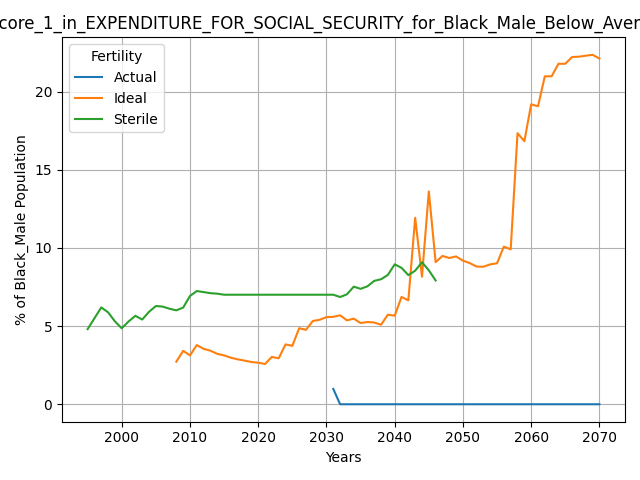 core_1_in_EXPENDITURE_FOR_SOCIAL_SECURITY_for_Black_Male_Below_Aver
Fertility
Actual
Ideal
Sterile
% of Black_Male Population
20
15
10
5
0
2000 2010 2020 2030 2040 2050 2060 2070
Years